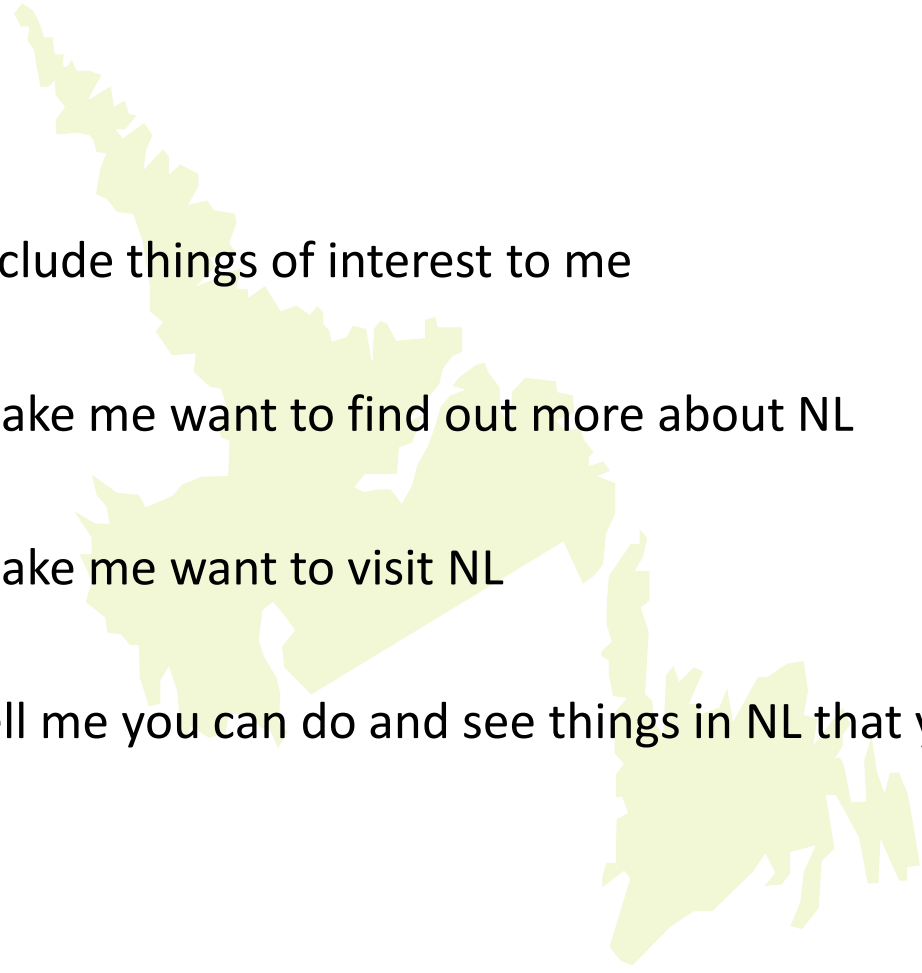 clude things of interest to me
ake me want to find out more about NL
ake me want to visit NL
ll me you can do and see things in NL that